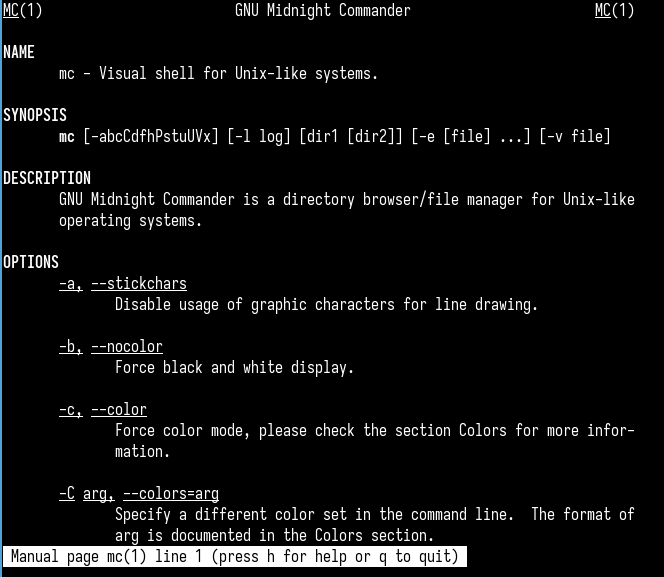 MC(1) GNU Midnight Commander MC(1)
NAME
mc - Visual shell for Unix-like systems.
SYNOPSIS
mc [-abcCdfhPstuUVx] [-l log] [dir1 [dir2]] [-e [file] ...] [-v file]
DESCRIPTION
GNU Midnight Commander is a directory browser/file manager for Unix-like
operating systems.
OPTIONS
-a, --stickchars
Disable usage of graphic characters for line drawing.
-b, --nocolor
Force black and white display.
-c, --color
Force color mode, please check the section Colors for more infor-
mation.
-C arg, --colors=arg
Specify a different color set in the command line.  The format of
arg is documented in the Colors section.
Manual page mc(1) line 1 (press h for help or q to quit)